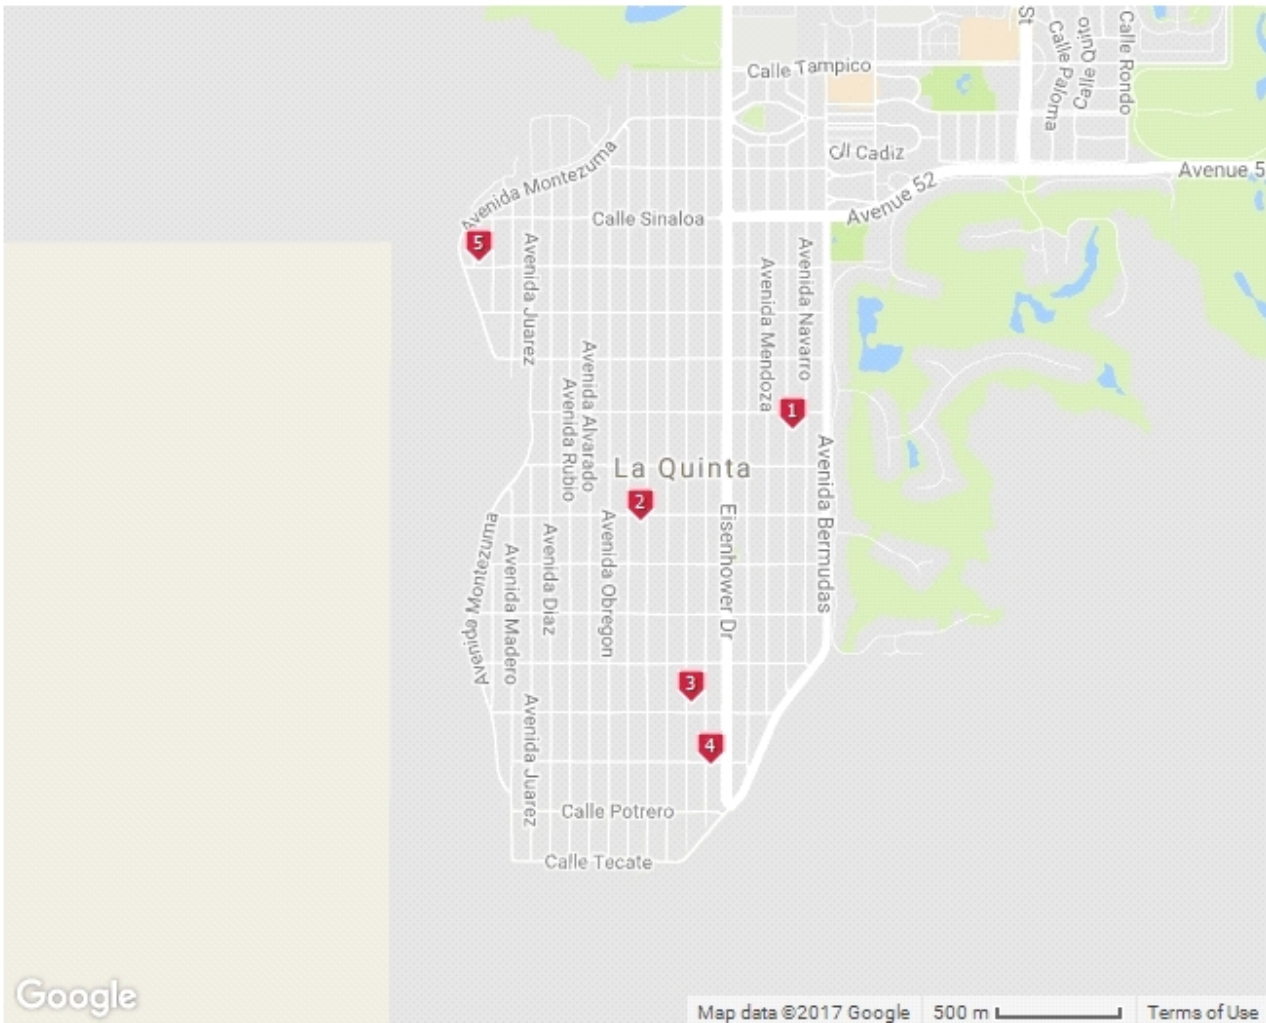 St
Calle Quito
Calle Rondo
Calle Paloma
Calle Tampico
Cll Cadiz
Avenida Montezuma
Avenue 5
Avenue 52
Calle Sinaloa
5
Avenida Juarez
Avenida Navarro
Avenida Mendoza
Avenida Alvarado
Avenida Rubio
1
La Quinta
Avenida Bermudas
2
Eisenhower Dr
Avenida Obregon
Avenida Montezuma
Avenida Diaz
Avenida Madero
3
Avenida Juarez
4
Calle Potrero
Calle Tecate
Google
Map data ©2017 Google
500 m
Terms of Use